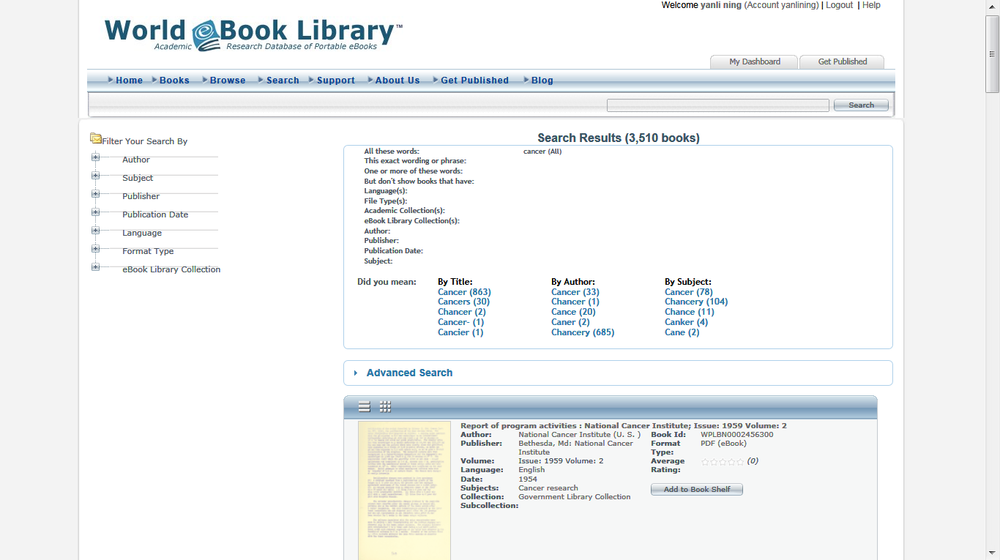 Welcome yanli ning (Account yanlining) | Logout | Help
World eBook Library™
Academic Research Database of Portable eBooks
My Dashboard Get Published
Home Books Browse Search Support About Us Get Published Blog
Search
Filter Your Search By
Author
Subject
Publisher
Publication Date
Language
Format Type
eBook Library Collection
Search Results (3,510 books)
All these words: cancer (All)
This exact wording or phrase:
One or more of these words:
But don't show books that have:
Language(s):
File Type(s):
Academic Collection(s):
eBook Library Collection(s):
Author:
Publisher:
Publication Date:
Subject:
Did you mean: By Title: By Author: By Subject:
Cancer (863) Cancer (33) Cancer (78)
Cancers (30) Chancer (1) Chancery (104)
Chancer (2) Cance (20) Chance (11)
Cancer- (1) Caner (2) Canker (4)
Cancier (1) Chancery (685) Cane (2)
Advanced Search
Report of program activities : National Cancer Institute; Issue: 1959 Volume: 2
Author: National Cancer Institute (U. S. ) Book Id: WPLBN0002456300
Publisher: Bethesda, Md: National Cancer Format PDF (eBook)
Institute Type:
Volume: Issue: 1959 Volume: 2 Average (0)
Language: English Rating:
Date: 1954
Subjects: Cancer research Add to Book Shelf
Collection: Government Library Collection
Subcollection: